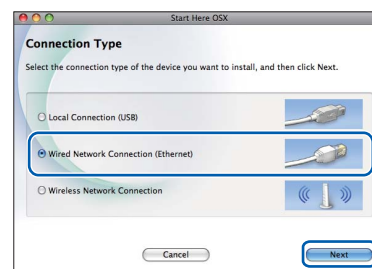 Start Here OSX
Connection Type
Select the connection type of the device you want to install, and then click Next.
Local Connection (USB)
Wired Network Connection (Ethernet)
Wireless Network Connection
Cancel
Next